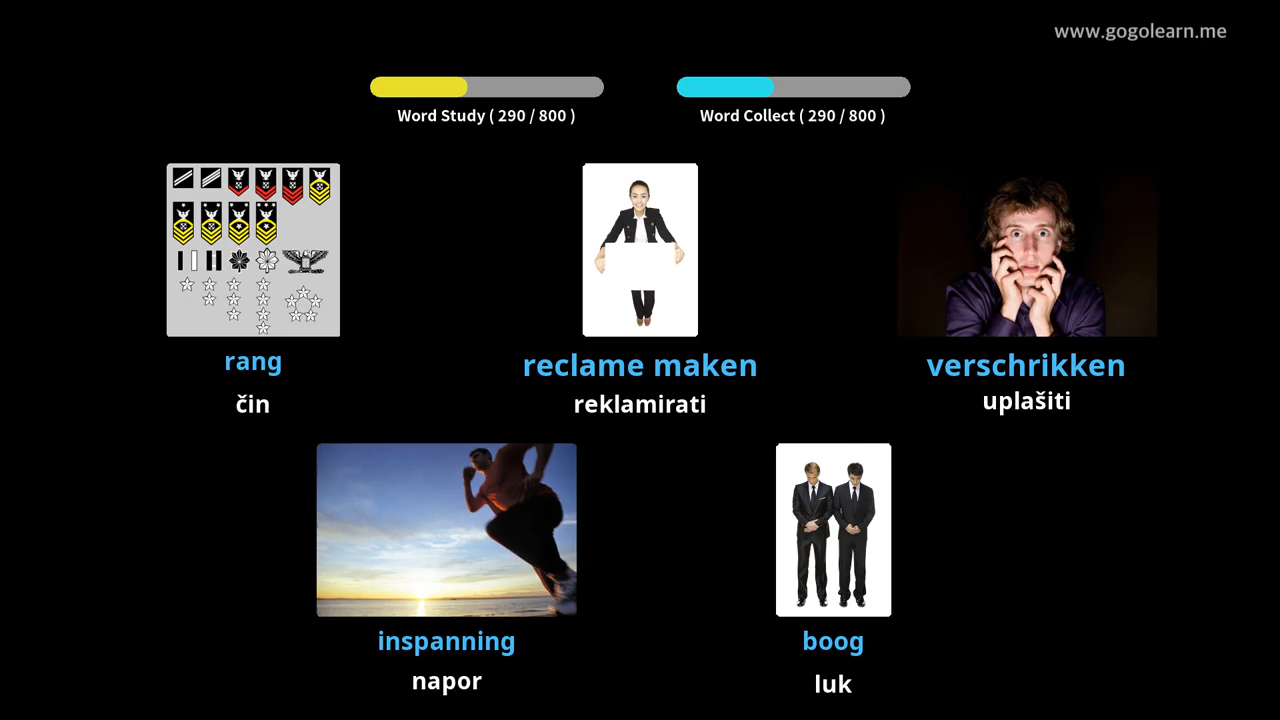 www.gogolearn.me
Word Study ( 290 / 800 )
Word Collect ( 290 / 800 )
rang
čin
reclame maken
reklamirati
verschrikken
uplašiti
inspanning
napor
boog
luk